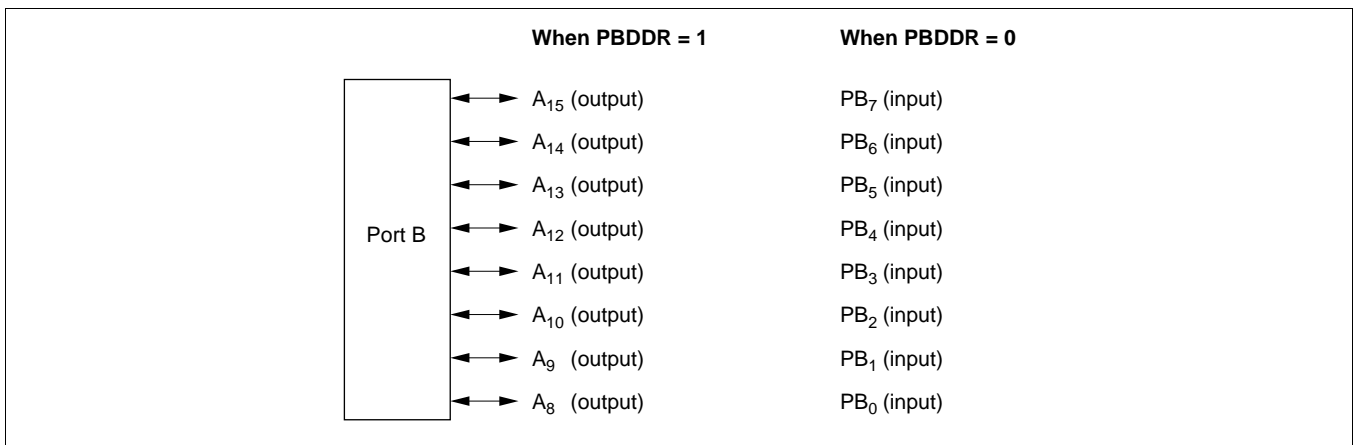 When PBDDR = 1 When PBDDR = 0
A15 (output) PB7 (input)
A14 (output) PB6 (input)
A13 (output) PB5 (input)
Port B A12 (output) PB4 (input)
A11 (output) PB3 (input)
A10 (output) PB2 (input)
A9 (output) PB1 (input)
A8 (output) PB0 (input)